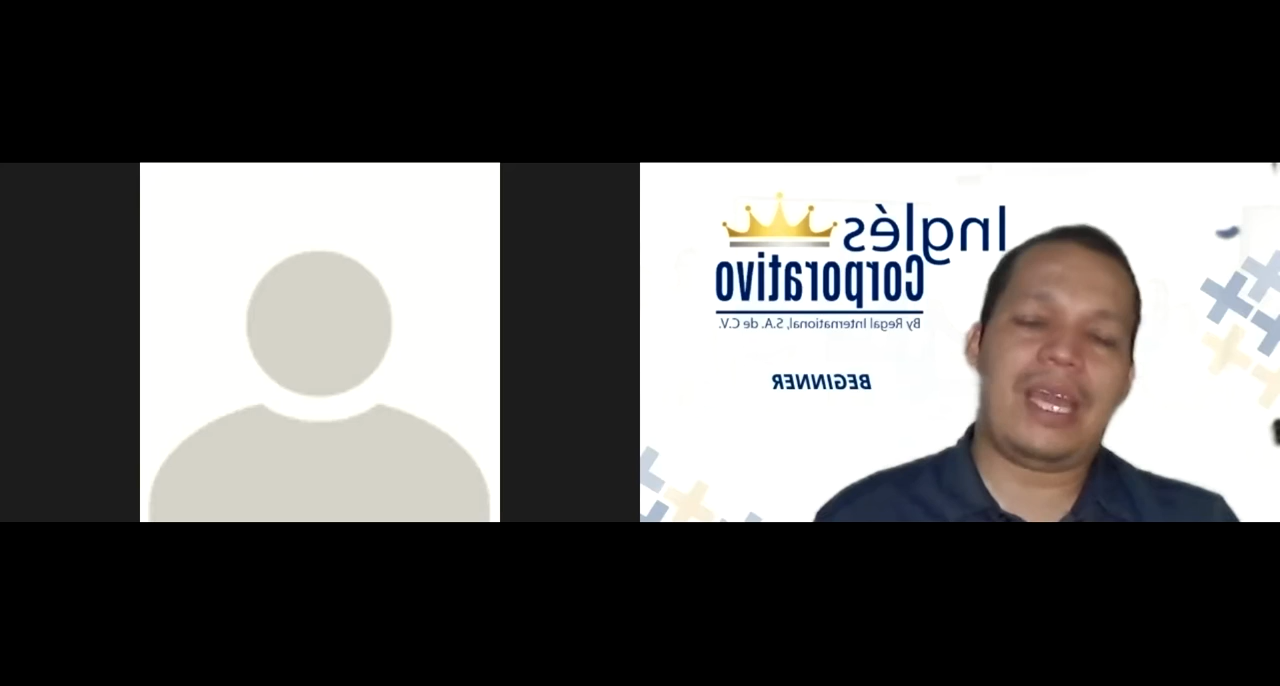 Inglés
Corporativo
By Regal International, S.A. de C.V.
BEGINNER